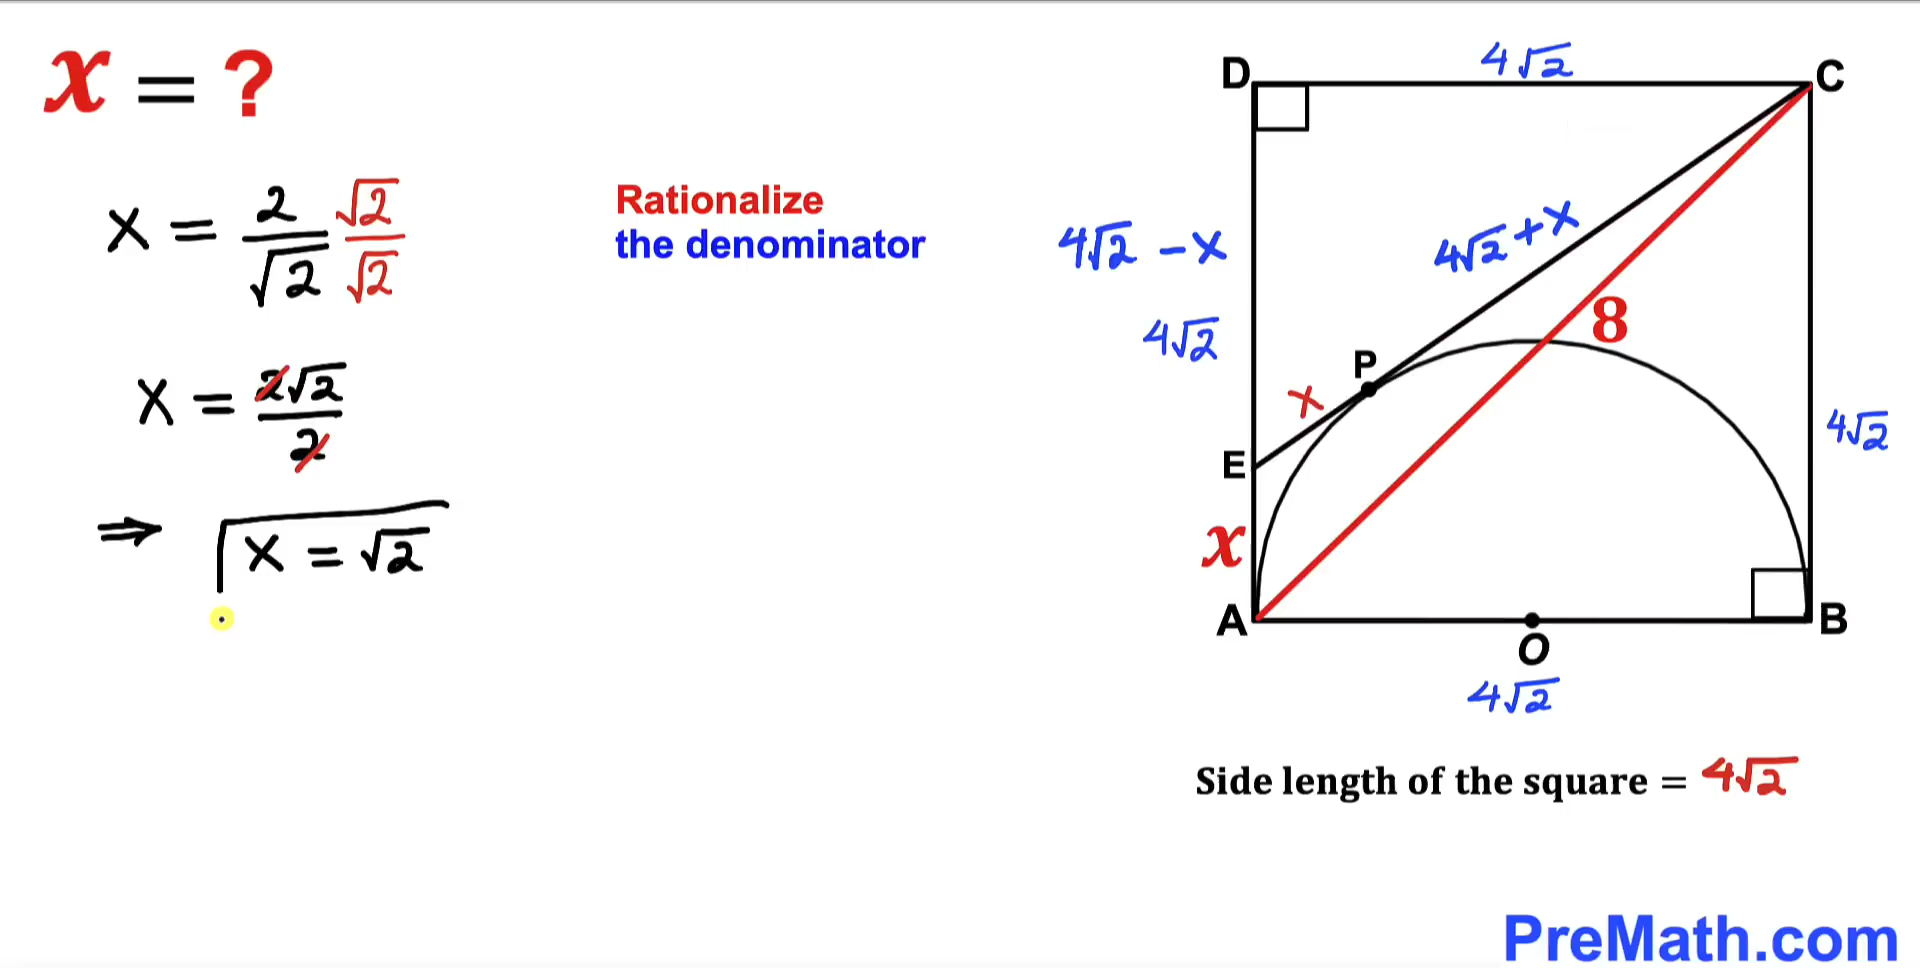 x = ?
x = 2/√2 √2/√2
Rationalize
the denominator
x = 2√2/2
⇒ x = √2
D
4√2
C
4√2 - x
4√2 + x
4√2
8
P
x
4√2
E
x
A
B
O
4√2
Side length of the square = 4√2
PreMath.com